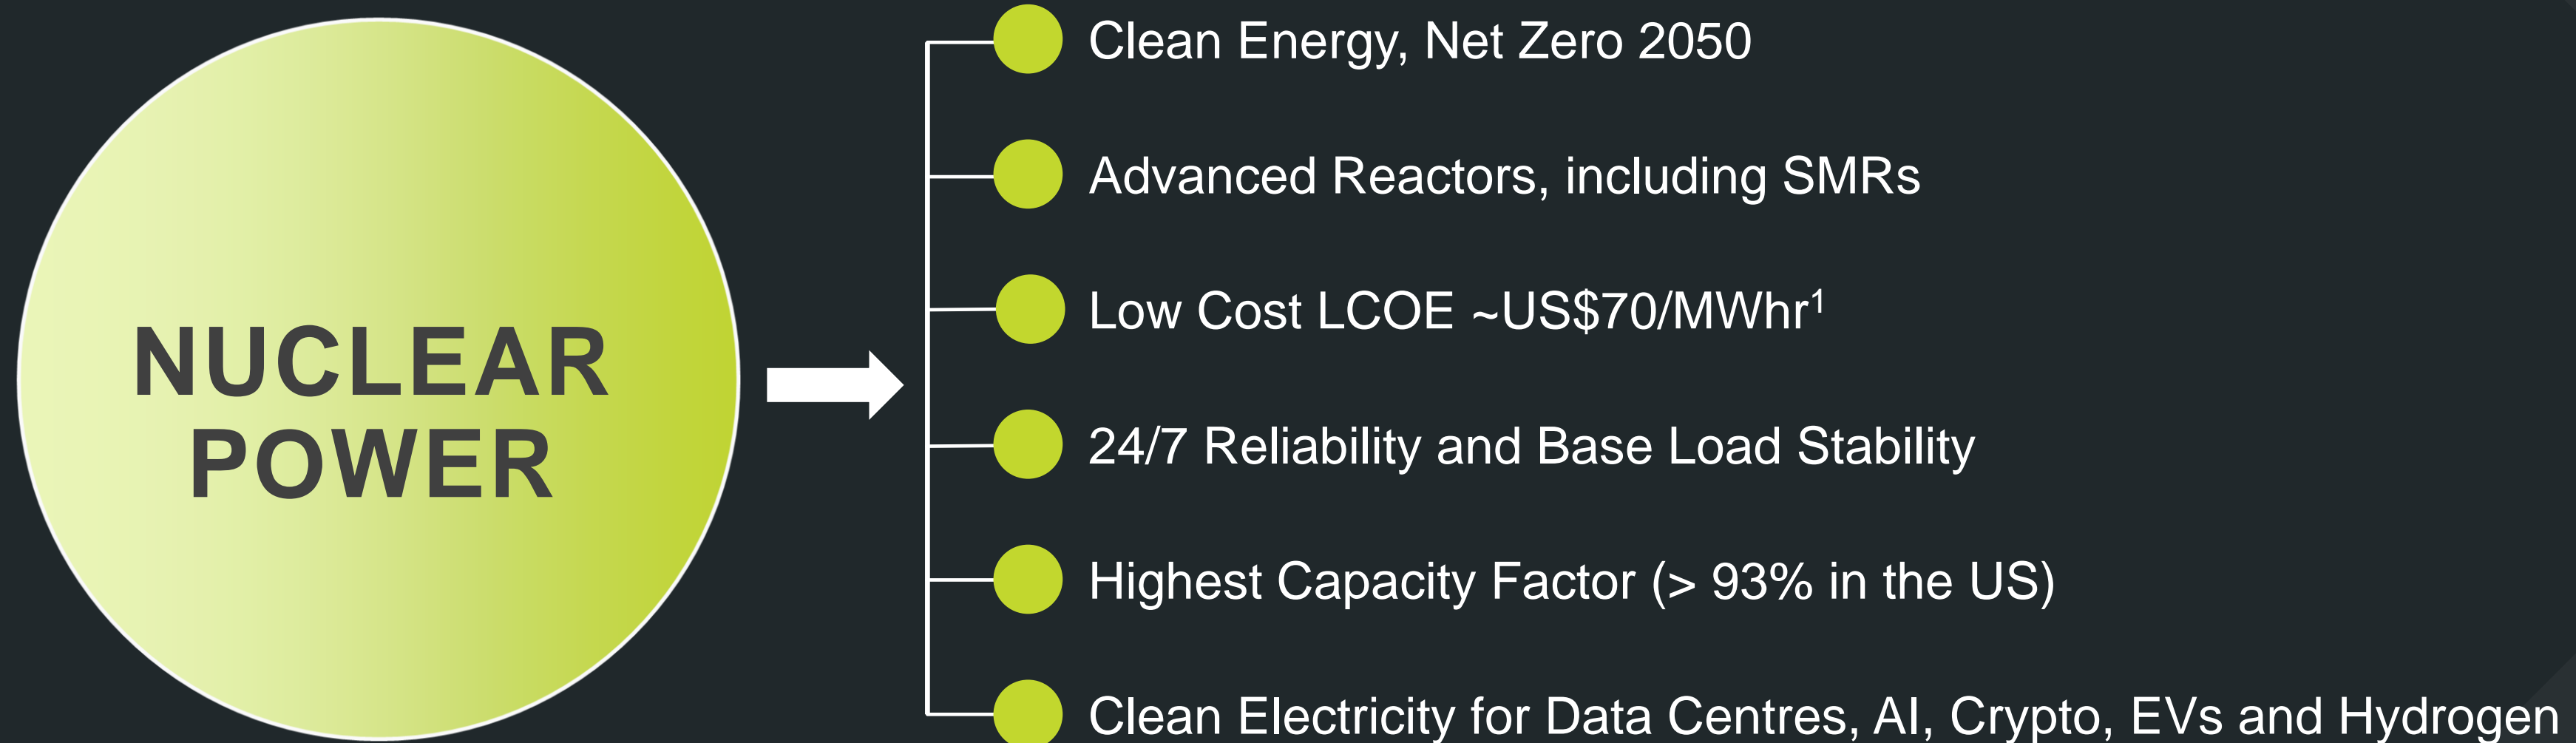 NUCLEAR
POWER
Clean Energy, Net Zero 2050
Advanced Reactors, including SMRs
Low Cost LCOE ~US$70/MWhr¹
24/7 Reliability and Base Load Stability
Highest Capacity Factor (> 93% in the US)
Clean Electricity for Data Centres, AI, Crypto, EVs and Hydrogen